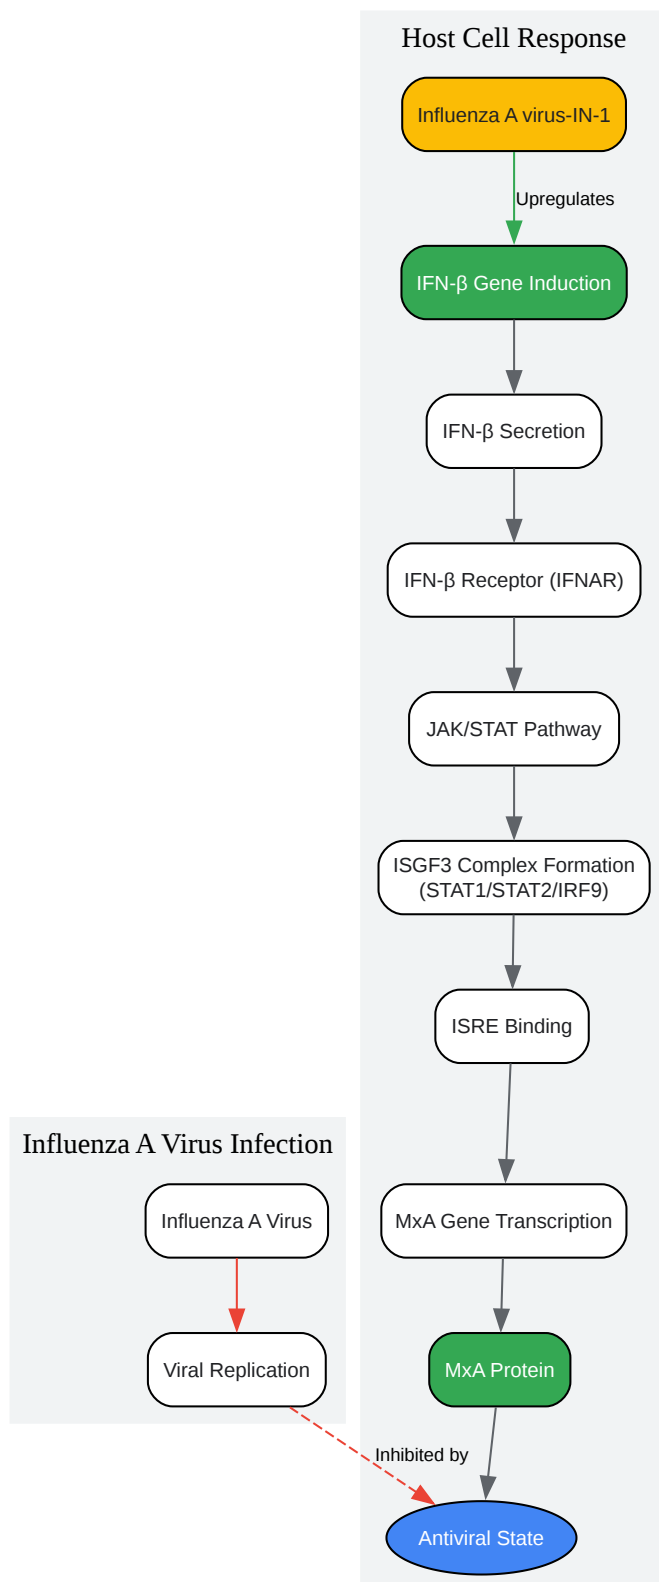 Host Cell Response
Influenza A virus-IN-1
Upregulates
IFN-β Gene Induction
IFN-β Secretion
IFN-β Receptor (IFNAR)
JAK/STAT Pathway
ISGF3 Complex Formation
(STAT1/STAT2/IRF9)
ISRE Binding
Influenza A Virus Infection
Influenza A Virus
MxA Gene Transcription
Viral Replication
MxA Protein
Inhibited by
Antiviral State